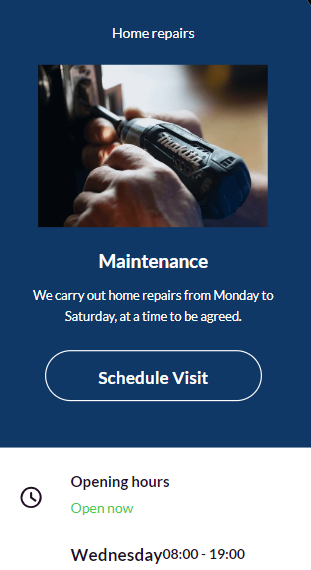 Home repairs
Maintenance
We carry out home repairs from Monday to
Saturday, at a time to be agreed.
Schedule Visit
Opening hours
Open now
Wednesday 08:00 - 19:00